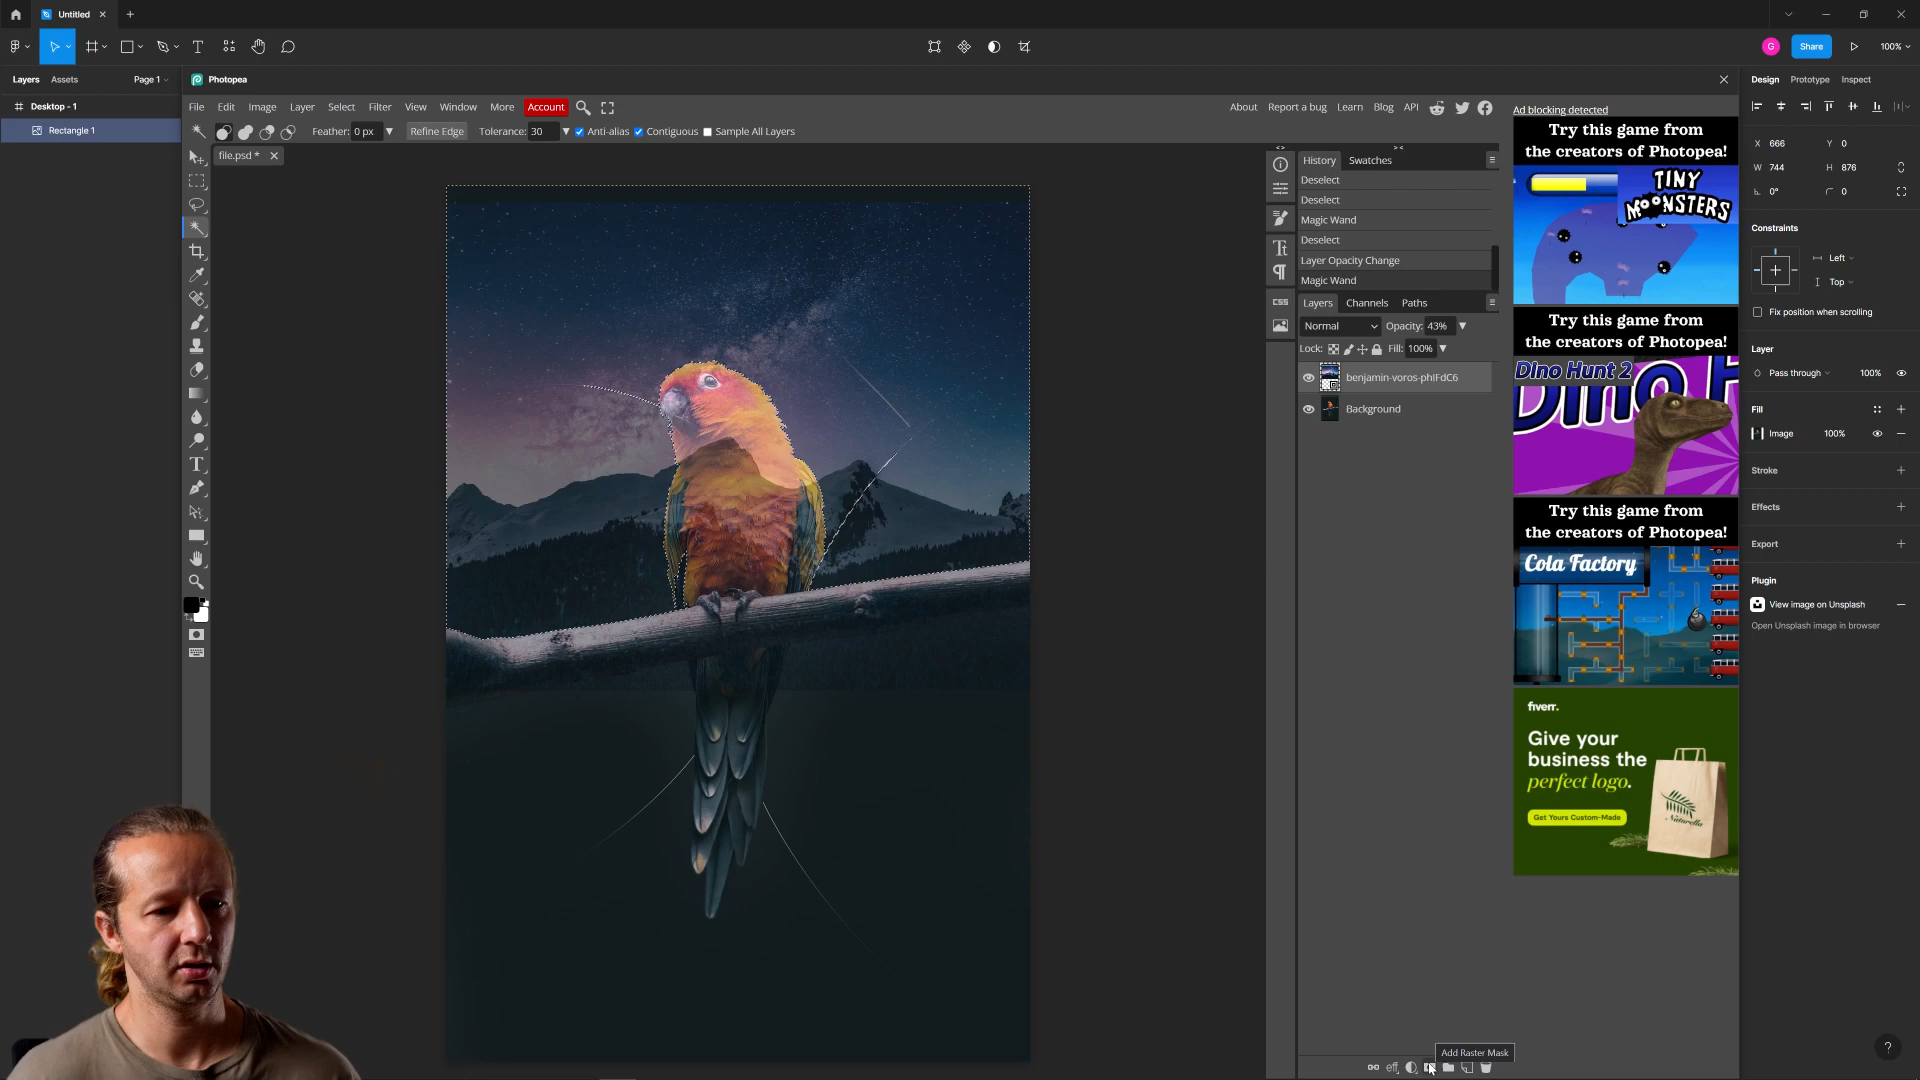 Untitled
G
Share
100%
Layers
Assets
Page 1
Photopea
Design
Prototype
Inspect
Desktop - 1
Rectangle 1
File
Edit
Image
Layer
Select
Filter
View
Window
More
Account
About
Report a bug
Learn
Blog
API
Feather: 0 px
Refine Edge
Tolerance: 30
Anti-alias
Contiguous
Sample All Layers
file.psd *
History
Swatches
Deselect
Deselect
Magic Wand
Deselect
Layer Opacity Change
Magic Wand
Layers
Channels
Paths
Normal
Opacity: 43%
Lock:
Fill: 100%
benjamin-voros-phIFdC6
Background
CSS
eff
Add Raster Mask
Ad blocking detected
Try this game from
the creators of Photopea!
TINY
MOONSTERS
Try this game from
the creators of Photopea!
Dino Hunt 2
Try this game from
the creators of Photopea!
Cola Factory
fiverr.
Give your
business the
perfect logo.
Get Yours Custom-Made
Naturella
X 666
Y 0
W 744
H 876
0°
0
Constraints
Left
Top
Fix position when scrolling
Layer
Pass through
100%
Fill
Image
100%
Stroke
Effects
Export
Plugin
View image on Unsplash
Open Unsplash image in browser
?